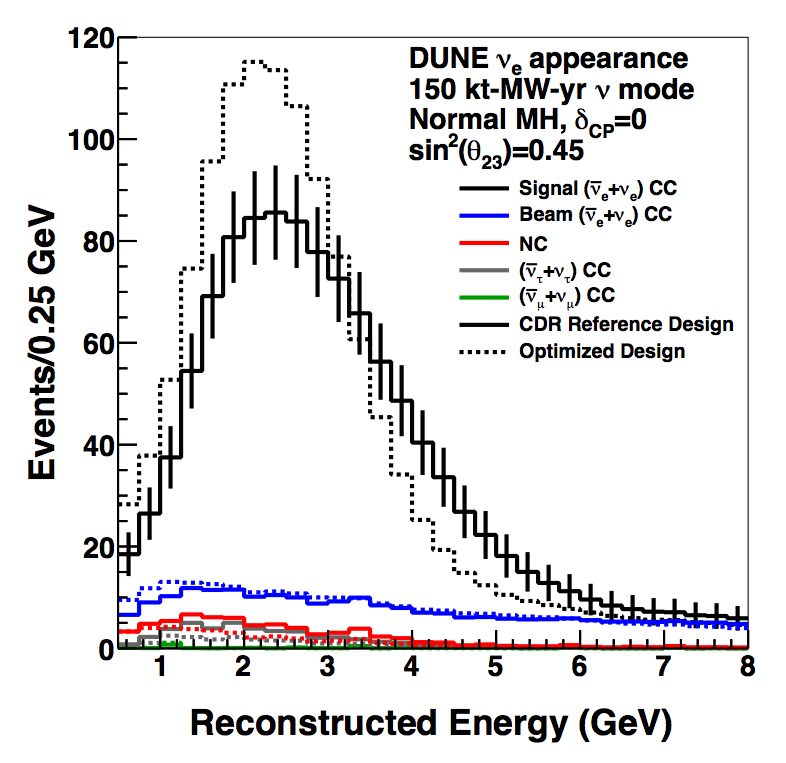 DUNE νe appearance
150 kt-MW-yr ν mode
Normal MH, δCP=0
sin²(θ23)=0.45
Signal (ν̅e+νe) CC
Beam (ν̅e+νe) CC
NC
(ν̅τ+ντ) CC
(ν̅μ+νμ) CC
CDR Reference Design
Optimized Design
Events/0.25 GeV
120
100
80
60
40
20
0
1 2 3 4 5 6 7 8
Reconstructed Energy (GeV)